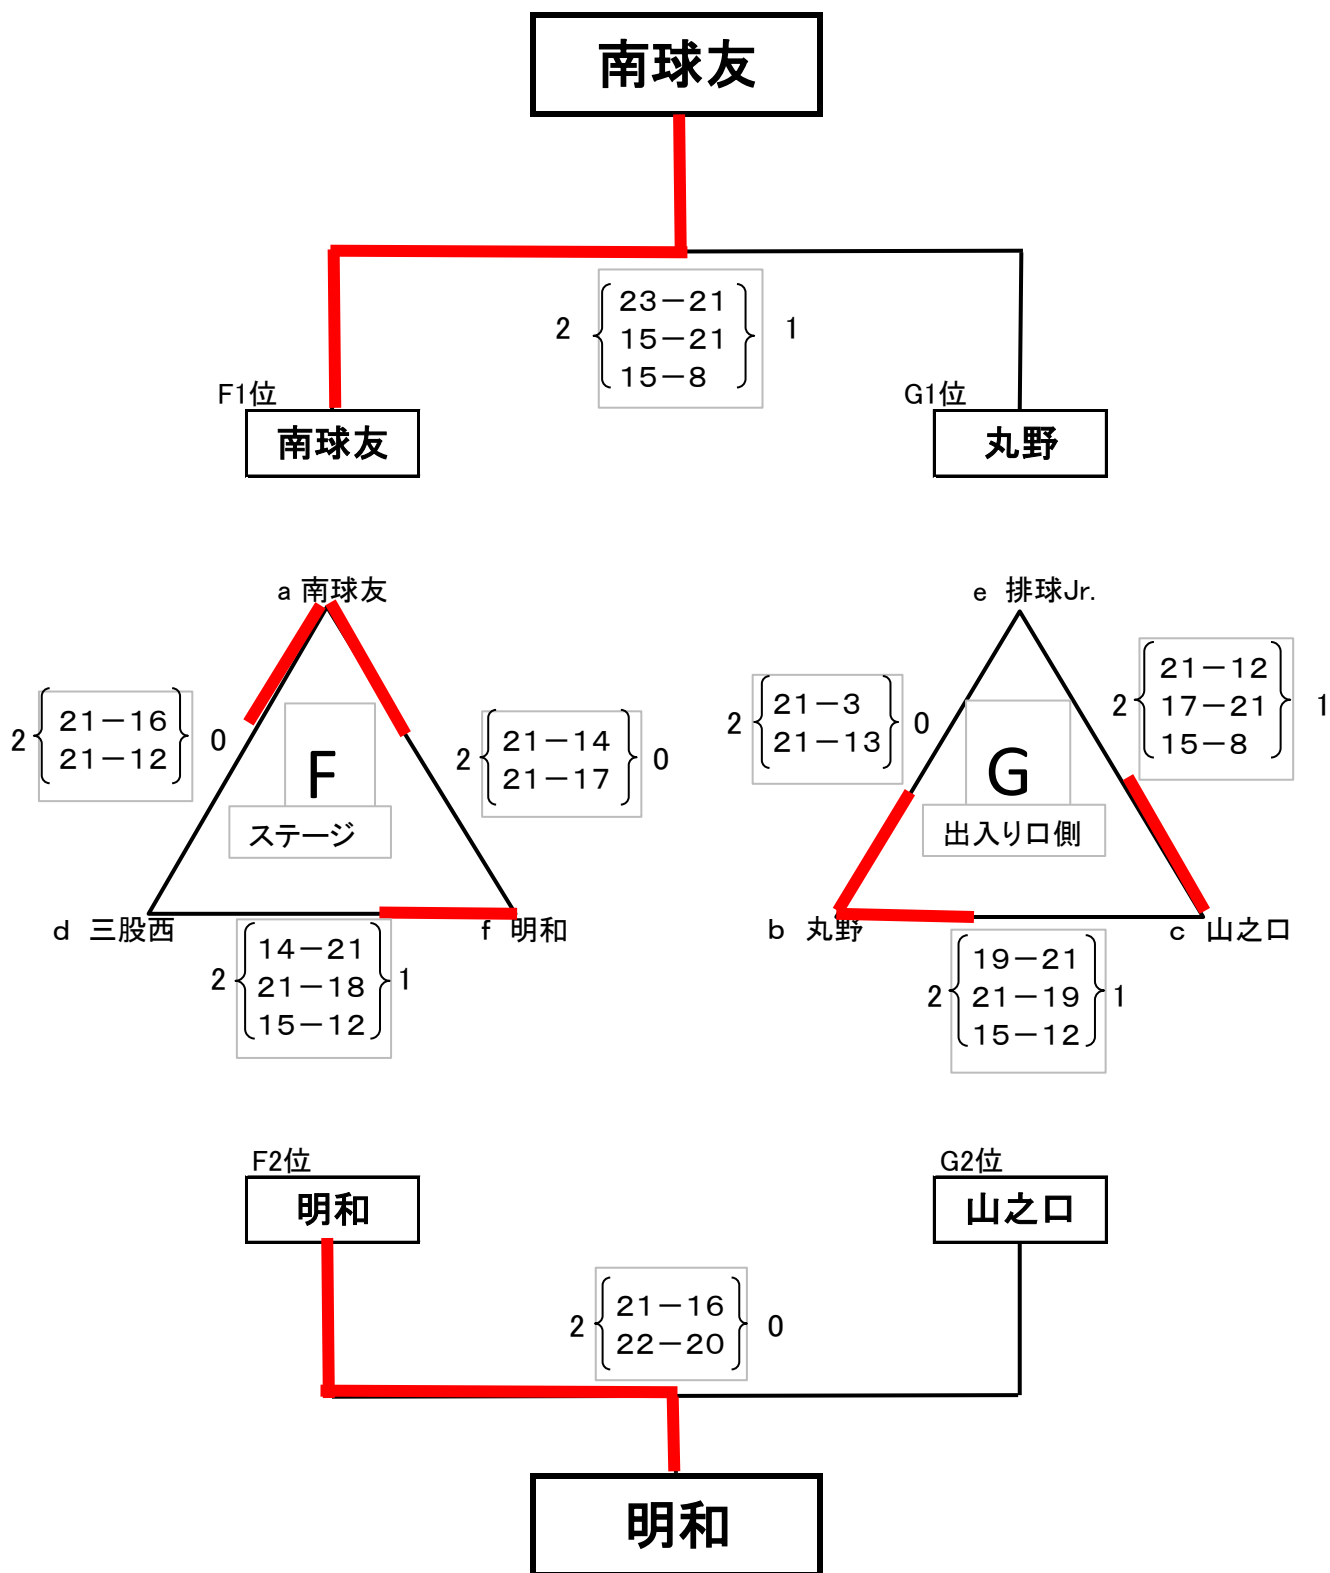 南球友
23－21
2 15－21 1
15－8
F1位 G1位
南球友 丸野
a 南球友 e 排球Jr.
21－16
2 21－12 0
21－14
2 21－17 0
F
ステージ
d 三股西 f 明和
14－21
2 21－18 1
15－12
21－3
2 21－13 0
21－12
2 17－21 1
15－8
G
出入り口側
b 丸野 c 山之口
19－21
2 21－19 1
15－12
F2位 G2位
明和 山之口
21－16
2 22－20 0
明和